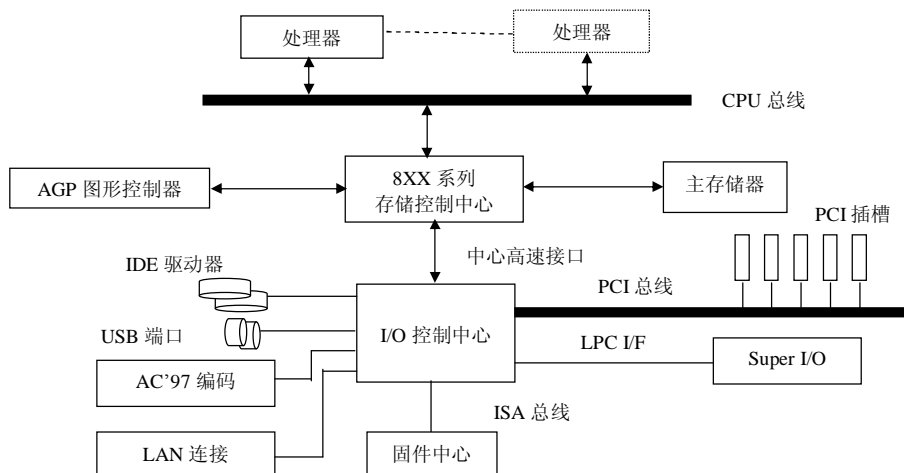 处理器
处理器
CPU 总线
AGP 图形控制器
8XX 系列
存储控制中心
主存储器
PCI 插槽
中心高速接口
IDE 驱动器
PCI 总线
USB 端口
I/O 控制中心
LPC I/F
Super I/O
AC’97 编码
ISA 总线
LAN 连接
固件中心